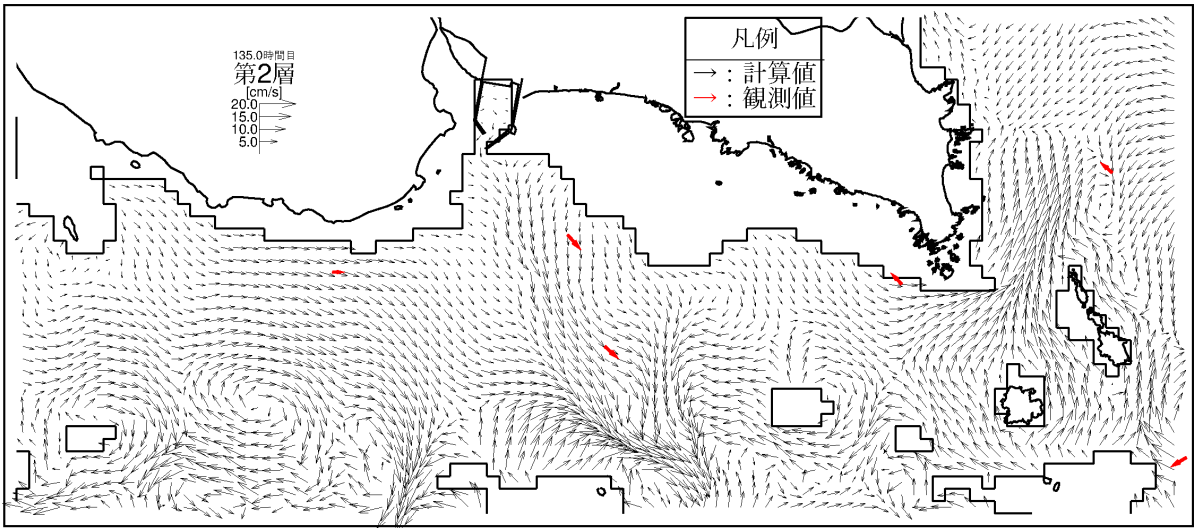 135.0時間目
第2層
[cm/s]
20.0
15.0
10.0
5.0
凡例
→ : 計算値
→ : 観測値